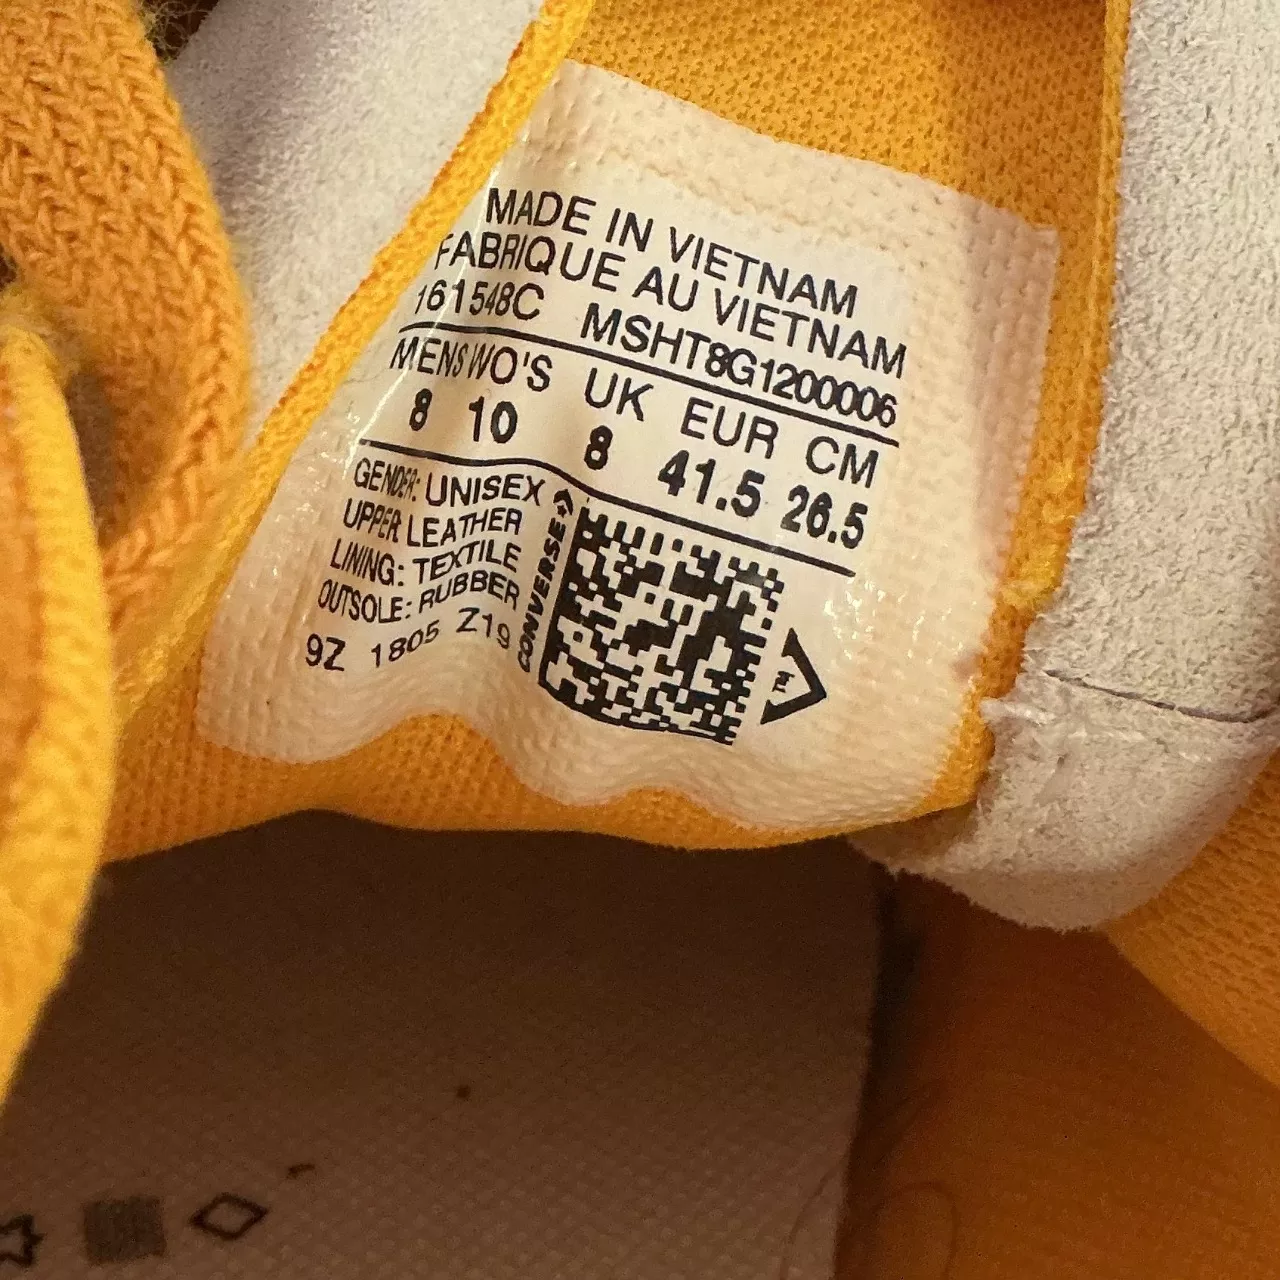 MADE IN VIETNAM
FABRIQUE AU VIETNAM
161548C MSHT8G1200006
MENS WO'S UK EUR CM
8 10 8 41.5 26.5
GENDER: UNISEX
UPPER LEATHER
LINING: TEXTILE
OUTSOLE: RUBBER
9Z 1805 Z19
CONVERSE